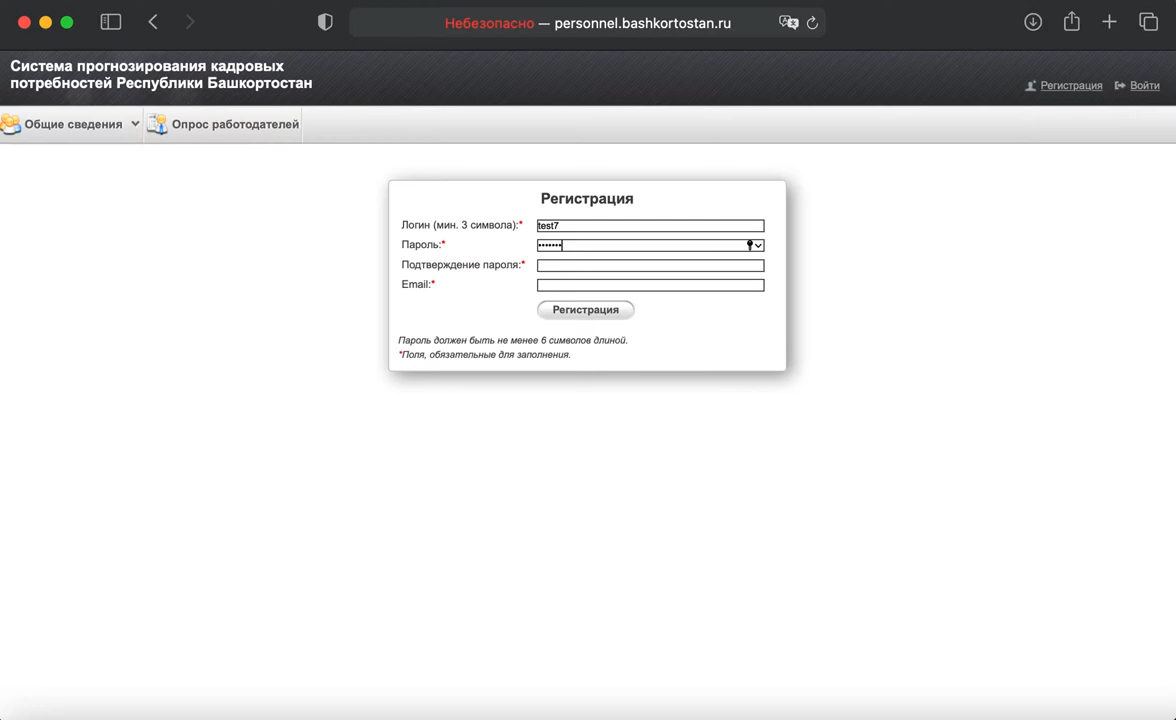 Небезопасно — personnel.bashkortostan.ru
Система прогнозирования кадровых
потребностей Республики Башкортостан
Регистрация Войти
Общие сведения Опрос работодателей
Регистрация
Логин (мин. 3 символа):* test7
Пароль:* •••••••
Подтверждение пароля:*
Email:*
Регистрация
Пароль должен быть не менее 6 символов длиной.
*Поля, обязательные для заполнения.